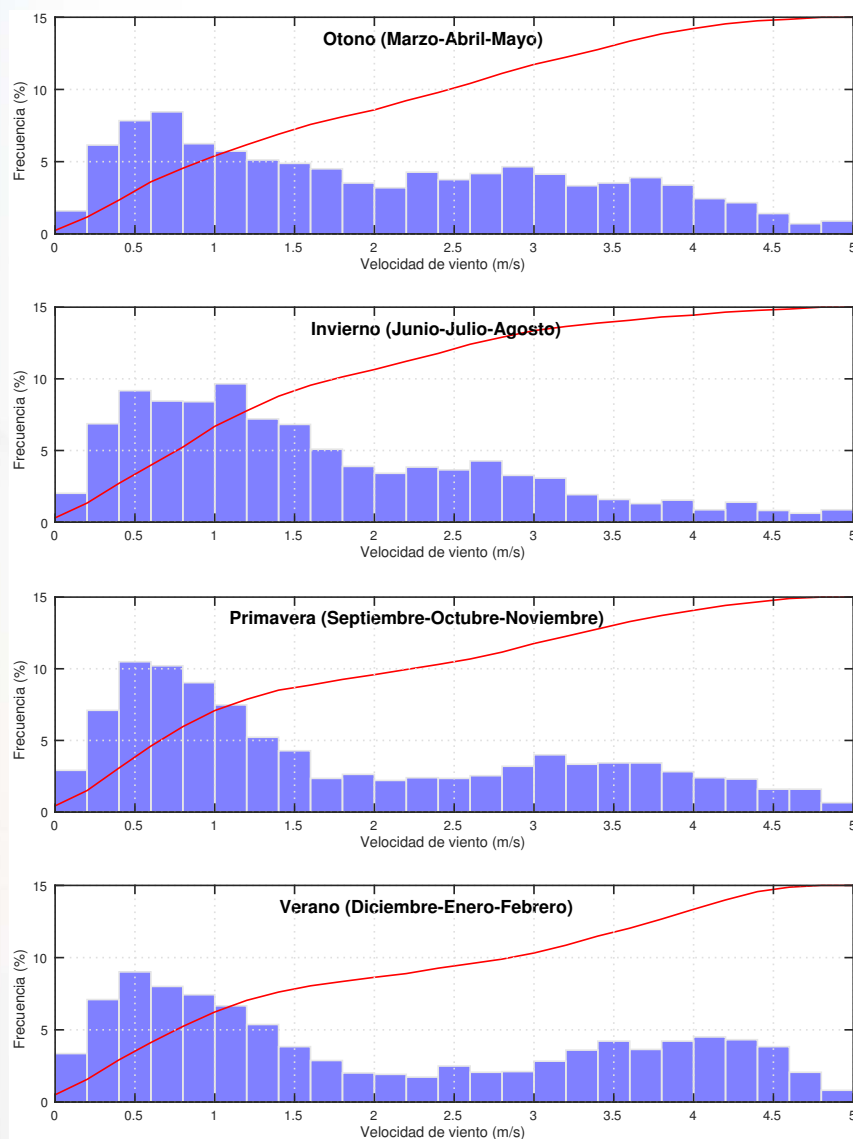 Otono (Marzo-Abril-Mayo)
Frecuencia (%)
15
10
5
0
0 0.5 1 1.5 2 2.5 3 3.5 4 4.5 5
Velocidad de viento (m/s)
Invierno (Junio-Julio-Agosto)
Frecuencia (%)
15
10
5
0
0 0.5 1 1.5 2 2.5 3 3.5 4 4.5 5
Velocidad de viento (m/s)
Primavera (Septiembre-Octubre-Noviembre)
Frecuencia (%)
15
10
5
0
0 0.5 1 1.5 2 2.5 3 3.5 4 4.5 5
Velocidad de viento (m/s)
Verano (Diciembre-Enero-Febrero)
Frecuencia (%)
15
10
5
0
0 0.5 1 1.5 2 2.5 3 3.5 4 4.5 5
Velocidad de viento (m/s)